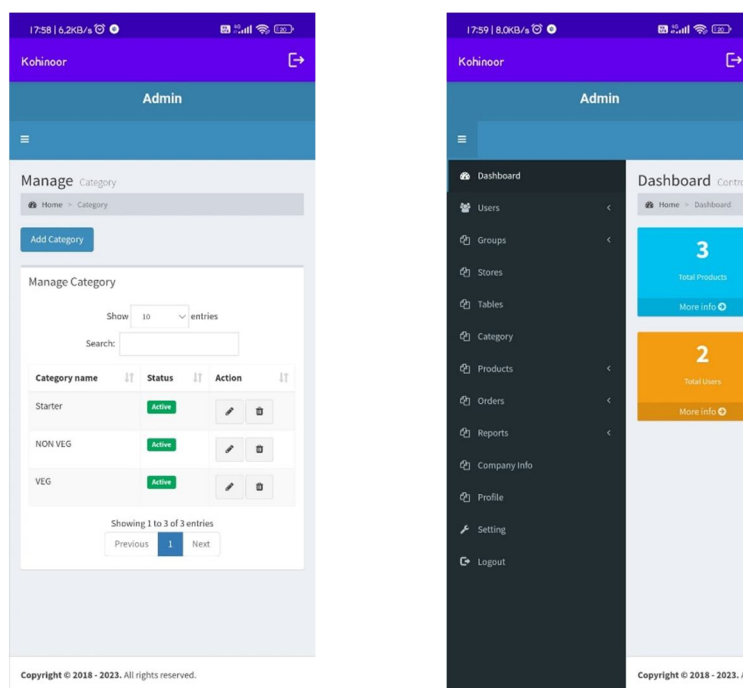 17:58 | 6.2KB/s
Kohinoor
Admin
Manage Category
Home > Category
Add Category
Manage Category
Show 10 entries
Search:
Category name Status Action
Starter Active
NON VEG Active
VEG Active
Showing 1 to 3 of 3 entries
Previous 1 Next
Copyright © 2018 - 2023. All rights reserved.
17:59 | 8.0KB/s
Kohinoor
Admin
Dashboard
Users
Groups
Stores
Tables
Category
Products
Orders
Reports
Company Info
Profile
Setting
Logout
Dashboard Contro
Home > Dashboard
3
Total Products
More info
2
Total Users
More info
Copyright © 2018 - 2023.